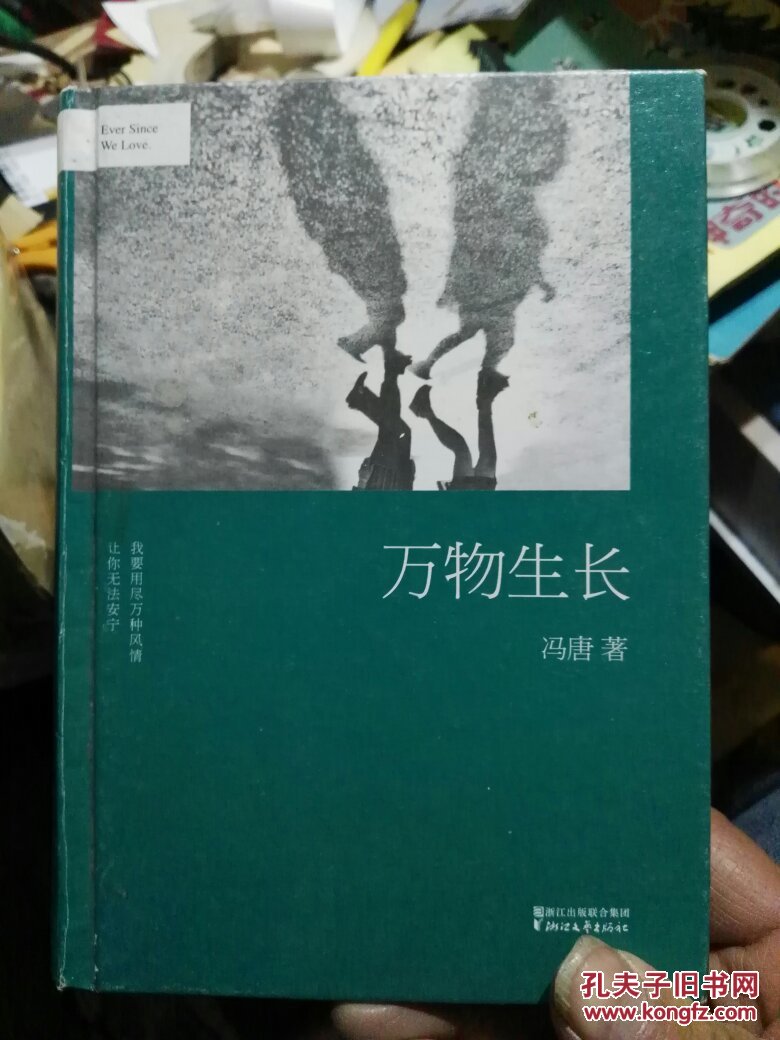 Ever Since
We Love.
万物生长
冯唐 著
我要用尽万种风情
让你无法安宁
浙江出版联合集团
浙江文艺出版社
孔夫子旧书网
www.kongfz.com